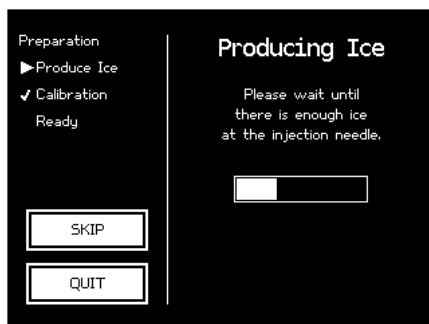 Preparation
▶Produce Ice
✓ Calibration
Ready
SKIP
QUIT
Producing Ice
Please wait until
there is enough ice
at the injection needle.